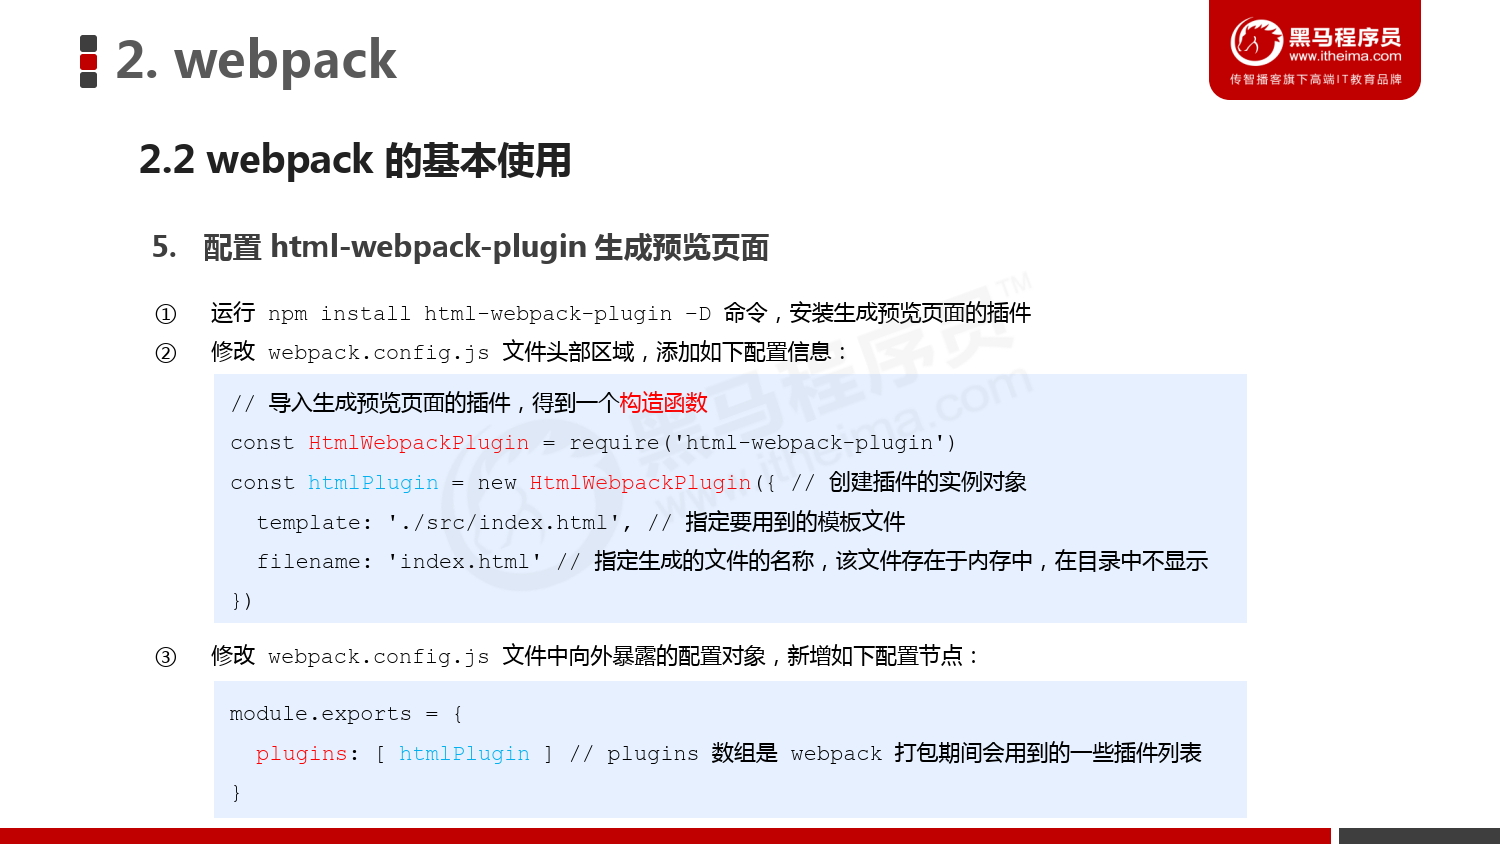 2. webpack
黑马程序员
www.itheima.com
传智播客旗下高端IT教育品牌
2.2 webpack 的基本使用
5. 配置 html-webpack-plugin 生成预览页面
① 运行 npm install html-webpack-plugin –D 命令，安装生成预览页面的插件
② 修改 webpack.config.js 文件头部区域，添加如下配置信息：
// 导入生成预览页面的插件，得到一个构造函数
const HtmlWebpackPlugin = require('html-webpack-plugin')
const htmlPlugin = new HtmlWebpackPlugin({ // 创建插件的实例对象
template: './src/index.html', // 指定要用到的模板文件
filename: 'index.html' // 指定生成的文件的名称，该文件存在于内存中，在目录中不显示
})
③ 修改 webpack.config.js 文件中向外暴露的配置对象，新增如下配置节点：
module.exports = {
plugins: [ htmlPlugin ] // plugins 数组是 webpack 打包期间会用到的一些插件列表
}
黑马程序员™
www.itheima.com